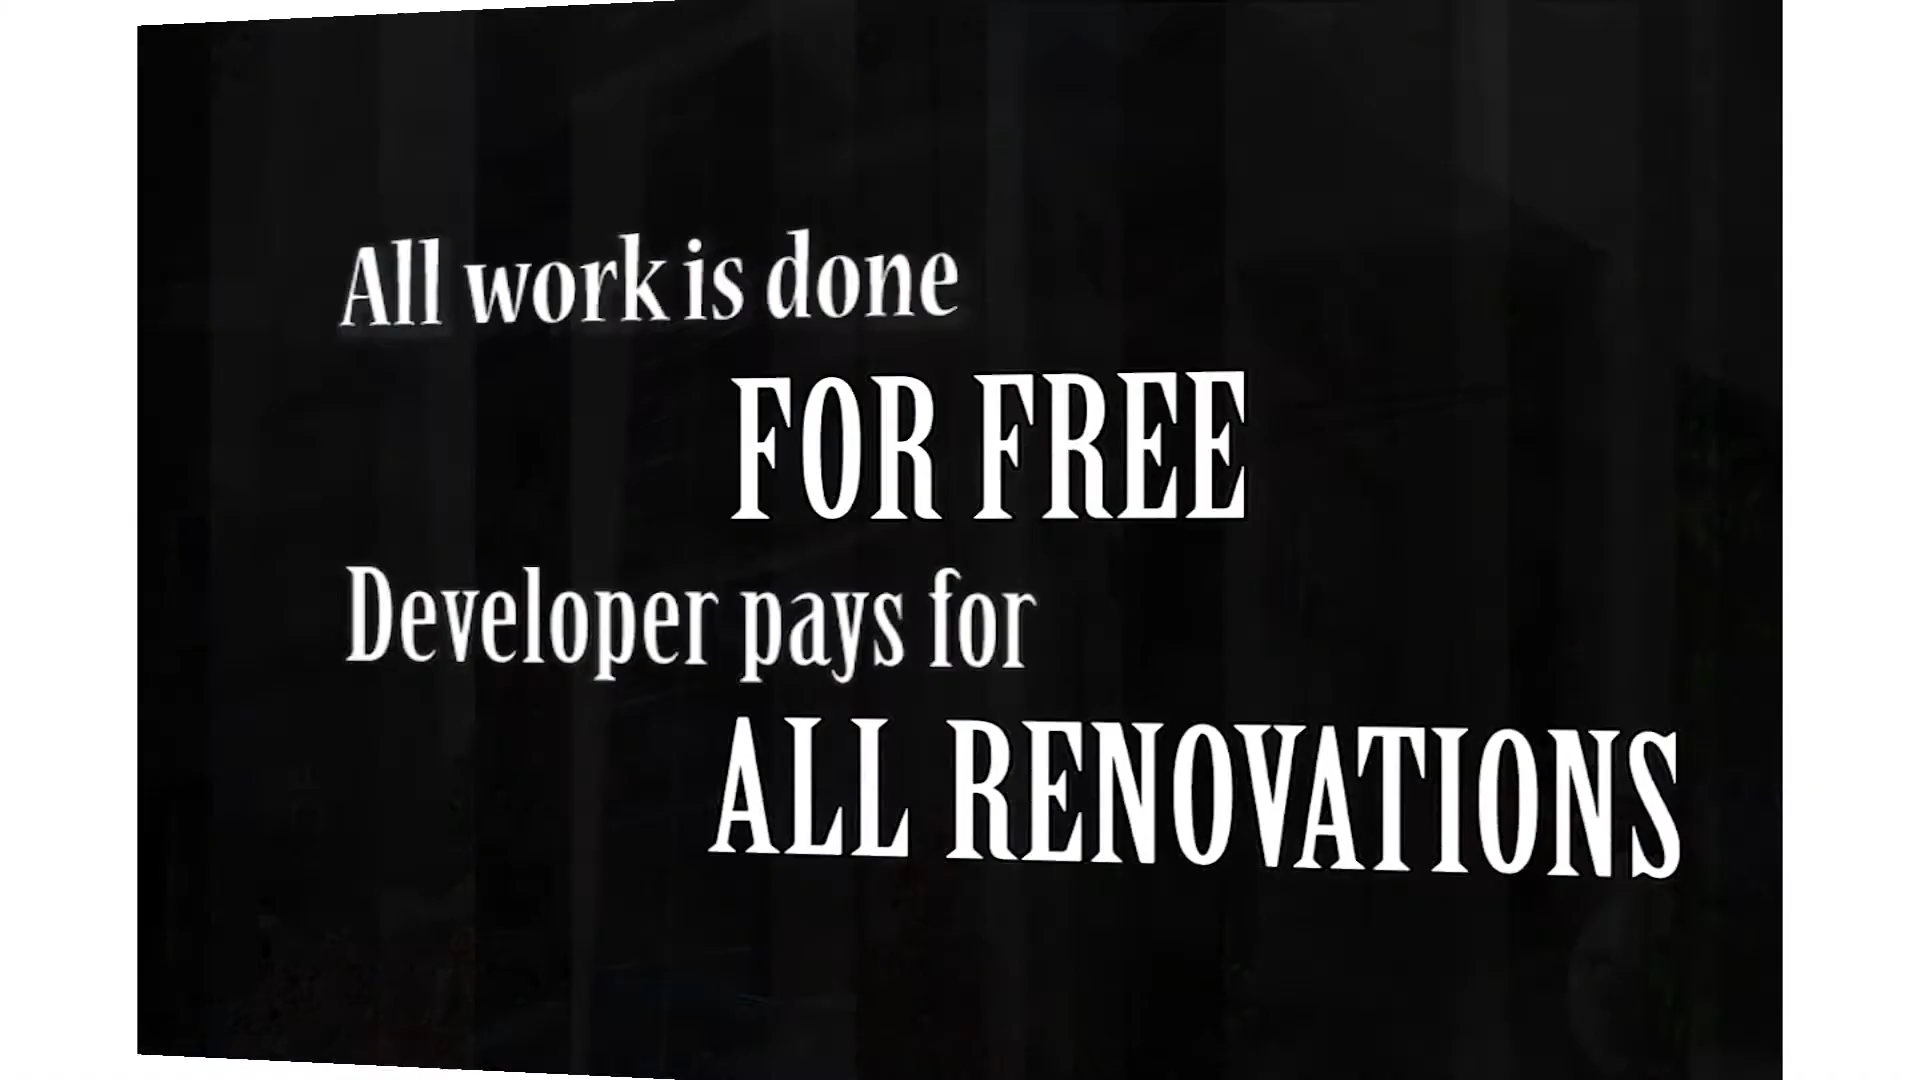 All work is done
FOR FREE
Developer pays for
ALL RENOVATIONS